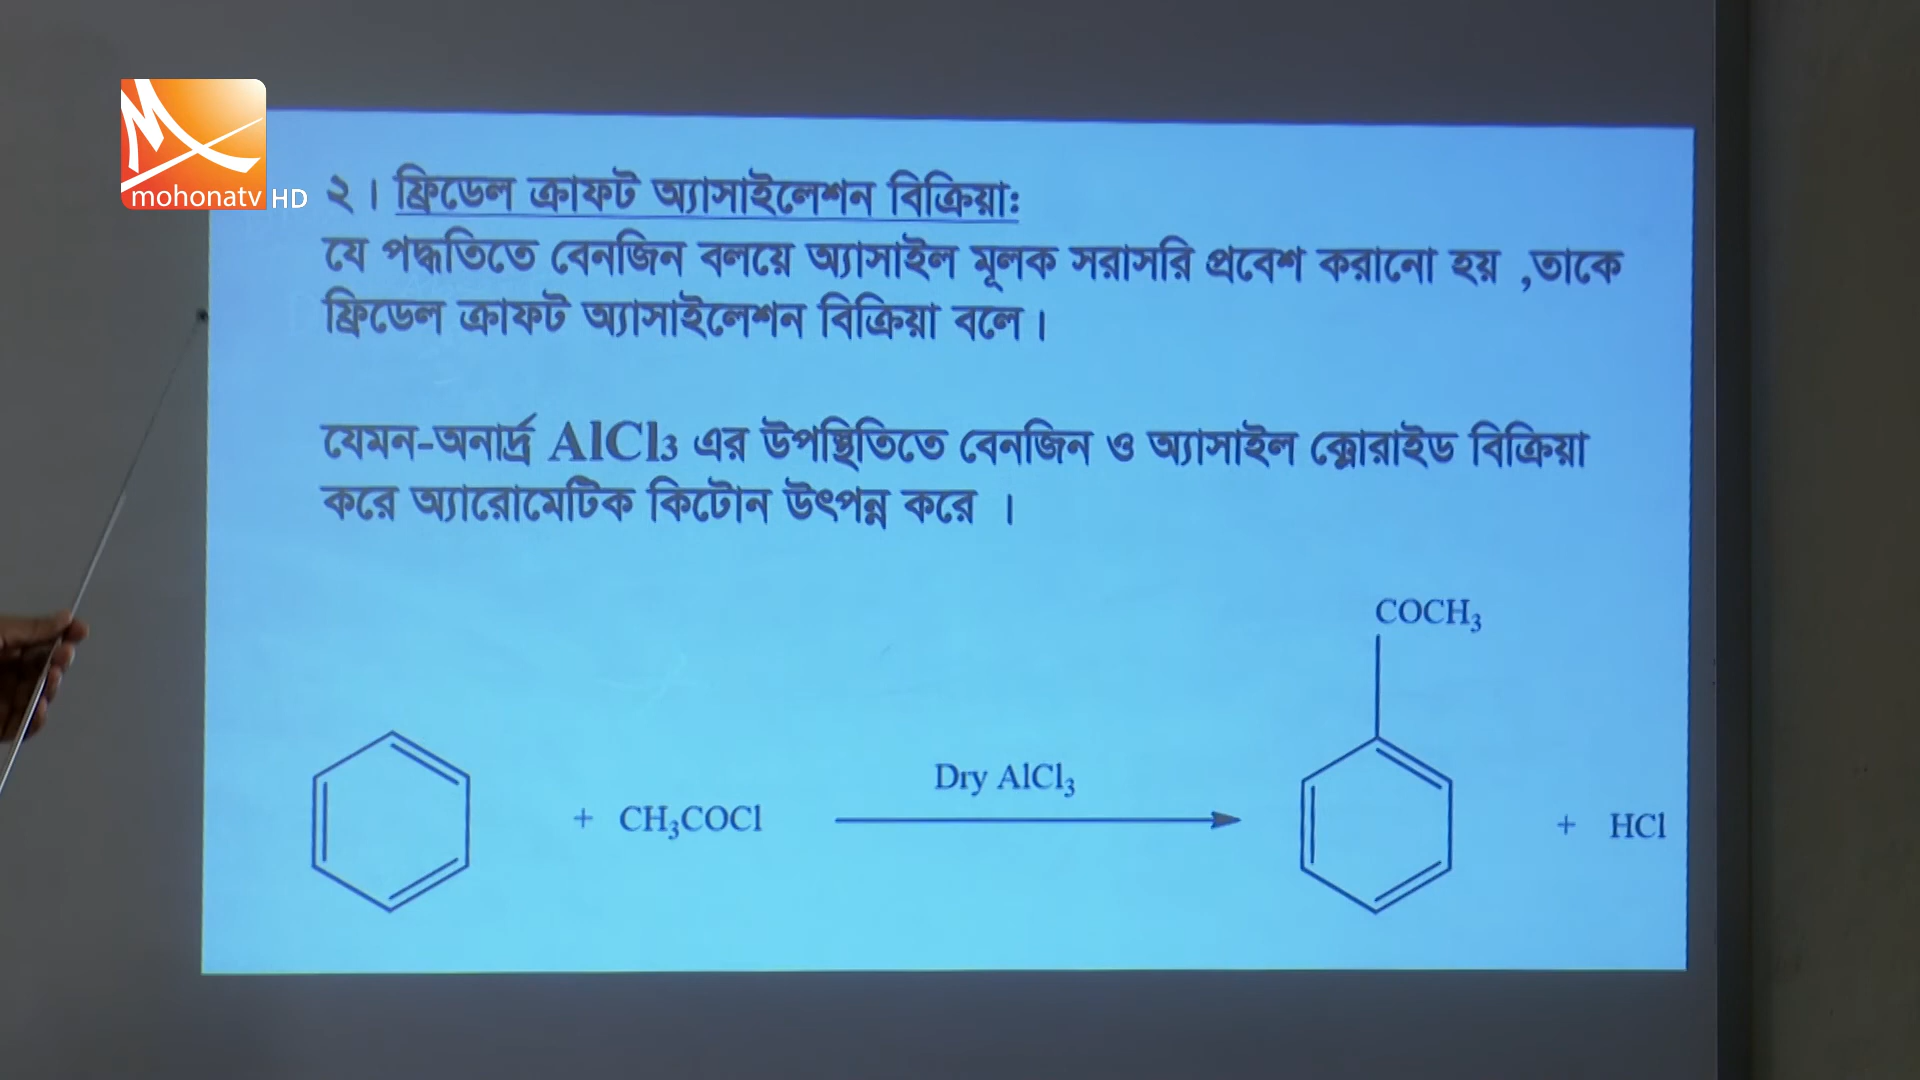 mohonatv HD
২। ফ্রিডেল ক্রাফট অ্যাসাইলেশন বিক্রিয়াঃ
যে পদ্ধতিতে বেনজিন বলয়ে অ্যাসাইল মূলক সরাসরি প্রবেশ করানো হয় ,তাকে
ফ্রিডেল ক্রাফট অ্যাসাইলেশন বিক্রিয়া বলে।
যেমন-অনার্দ্র AlCl₃ এর উপস্থিতিতে বেনজিন ও অ্যাসাইল ক্লোরাইড বিক্রিয়া
করে অ্যারোমেটিক কিটোন উৎপন্ন করে ।
COCH₃
Dry AlCl₃
+ CH₃COCl
+ HCl